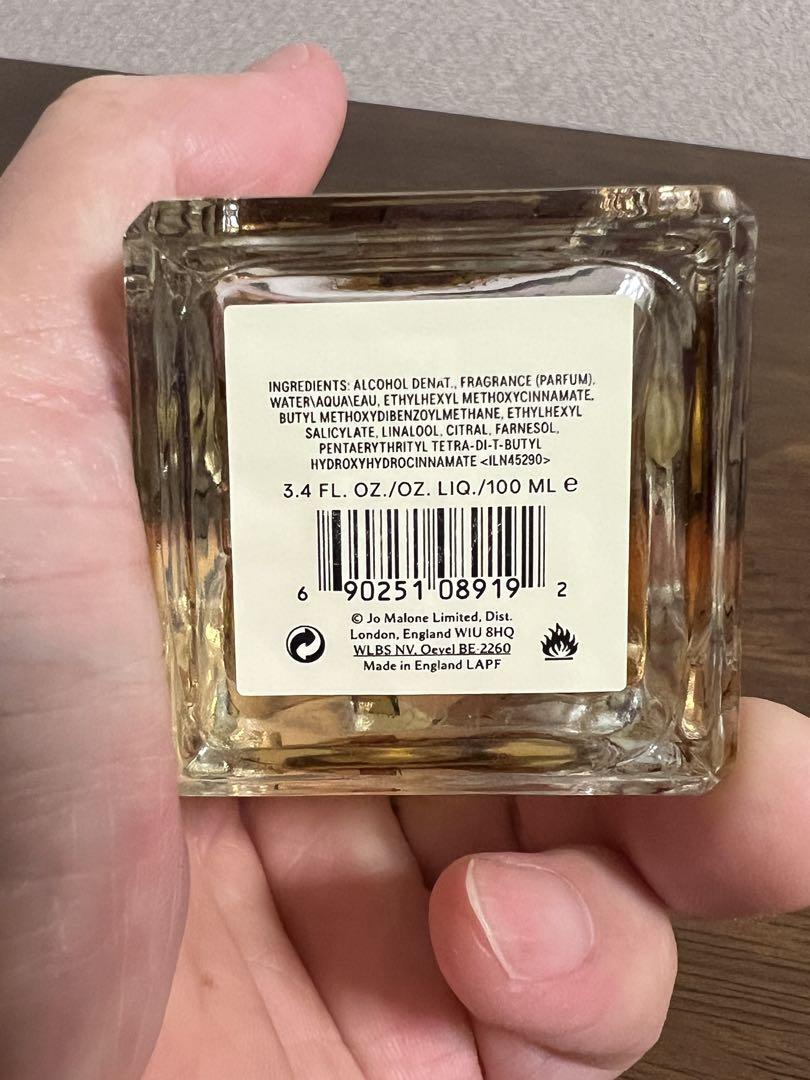 INGREDIENTS: ALCOHOL DENAT., FRAGRANCE (PARFUM),
WATER\AQUA\EAU, ETHYLHEXYL METHOXYCINNAMATE,
BUTYL METHOXYDIBENZOYLMETHANE, ETHYLHEXYL
SALICYLATE, LINALOOL, CITRAL, FARNESOL,
PENTAERYTHRITYL TETRA-DI-T-BUTYL
HYDROXYHYDROCINNAMATE <ILN45290>
3.4 FL. OZ./OZ. LIQ./100 ML e
6 90251 08919 2
© Jo Malone Limited, Dist.
London, England W1U 8HQ
WLBS NV, Oevel BE-2260
Made in England LAPF